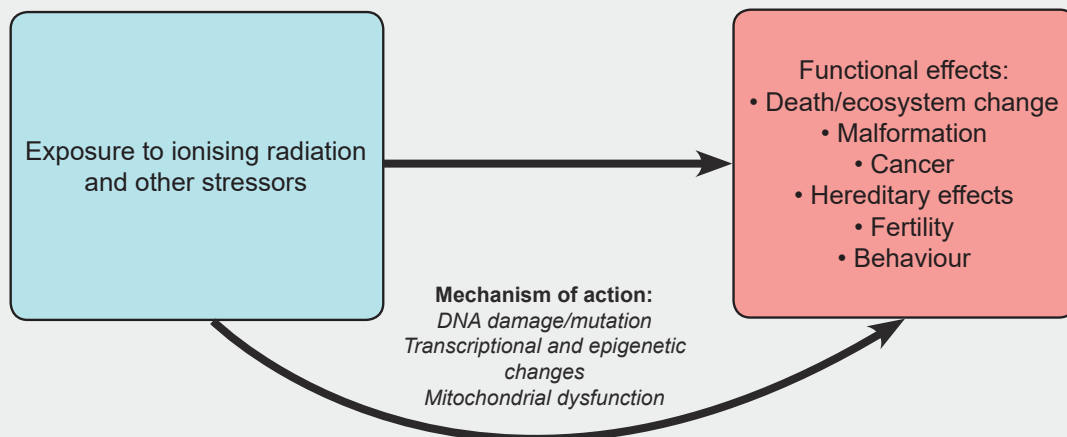 Exposure to ionising radiation
and other stressors
Functional effects:
• Death/ecosystem change
• Malformation
• Cancer
• Hereditary effects
• Fertility
• Behaviour
Mechanism of action:
DNA damage/mutation
Transcriptional and epigenetic
changes
Mitochondrial dysfunction